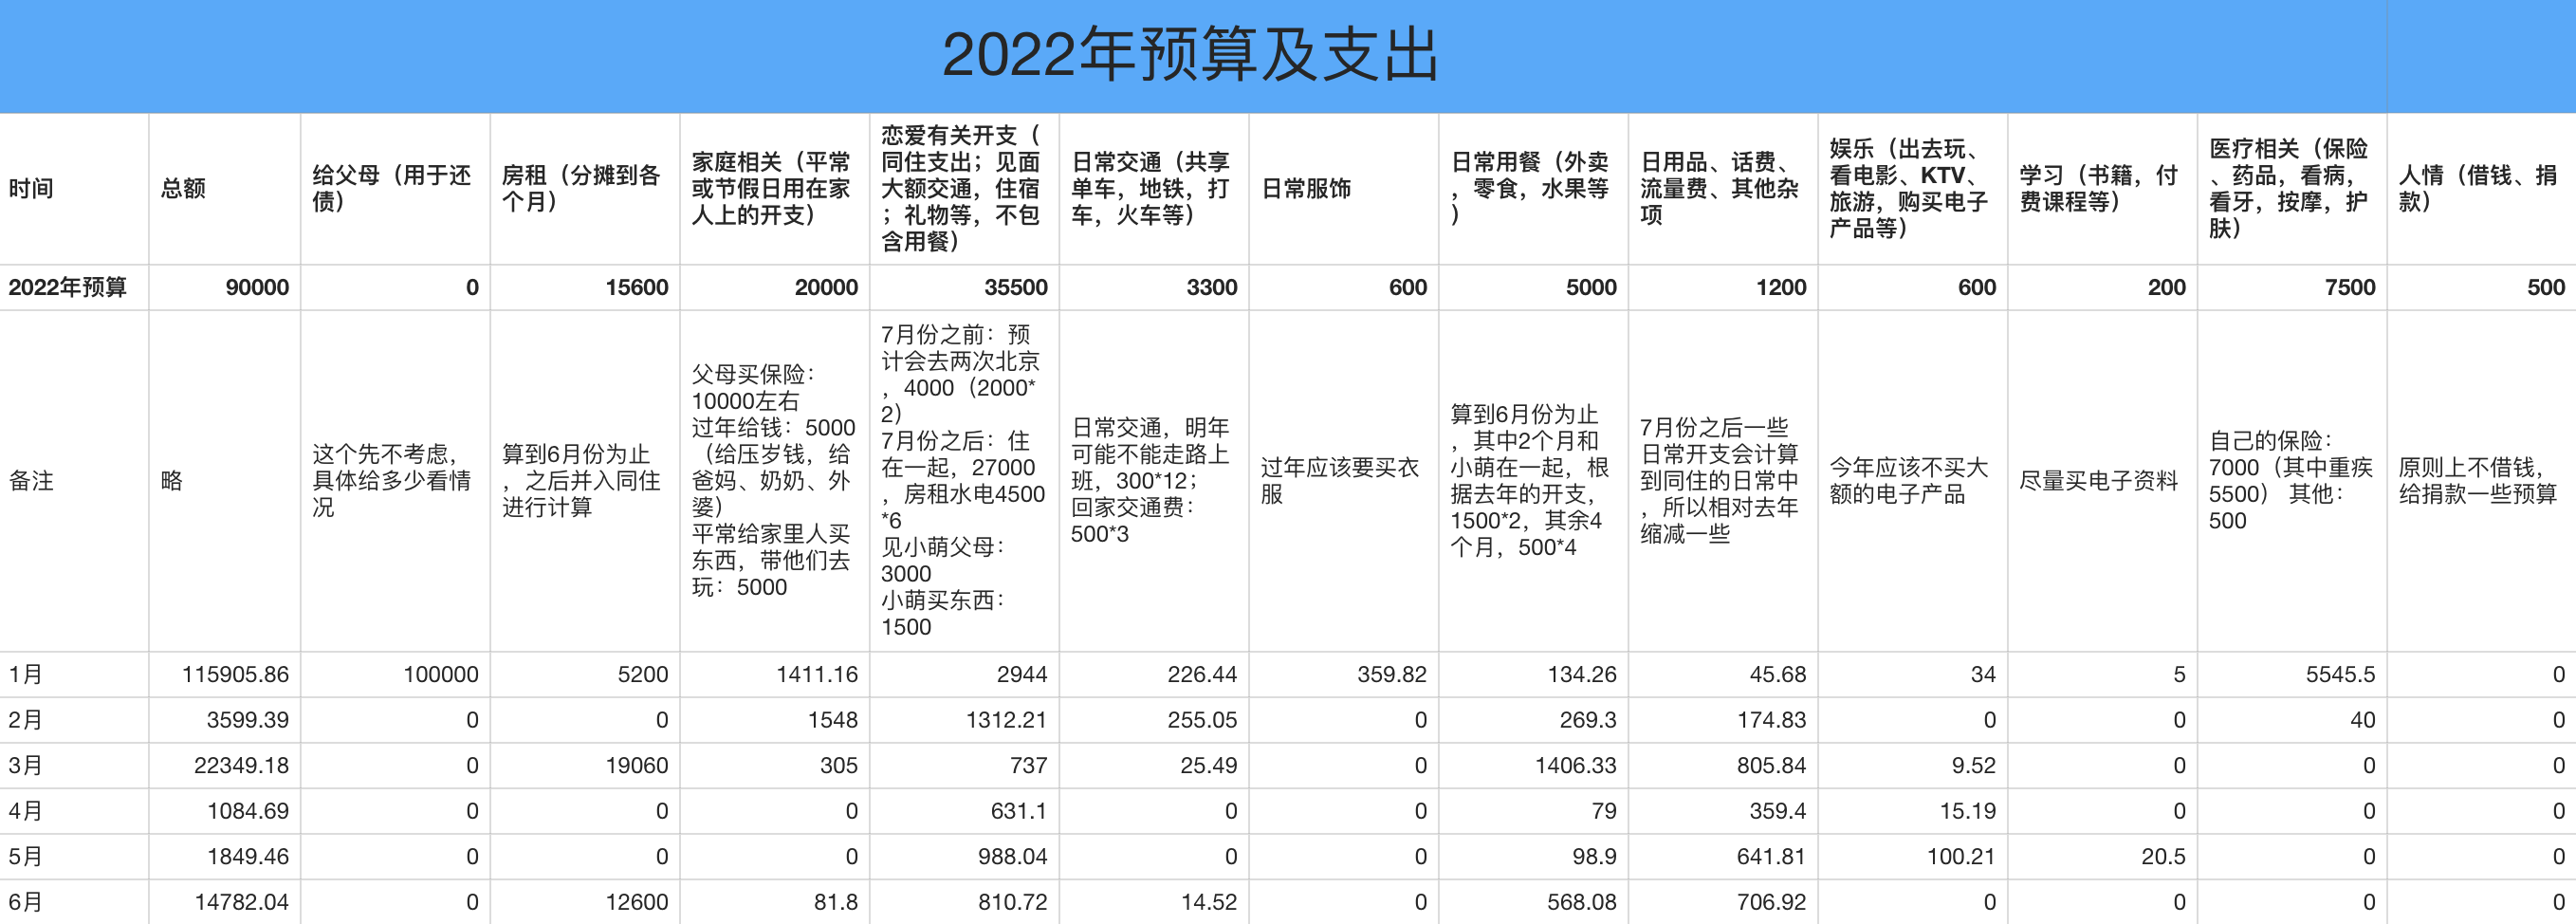 2022年预算及支出
时间 总额 给父母（用于还债） 房租（分摊到各个月） 家庭相关（平常或节假日用在家人上的开支） 恋爱有关开支（同住支出；见面大额交通，住宿；礼物等，不包含用餐） 日常交通（共享单车，地铁，打车，火车等） 日常服饰 日常用餐（外卖，零食，水果等） 日用品、话费、流量费、其他杂项 娱乐（出去玩、看电影、KTV、旅游，购买电子产品等） 学习（书籍，付费课程等） 医疗相关（保险、药品，看病，看牙，按摩，护肤） 人情（借钱、捐款）
2022年预算 90000 0 15600 20000 35500 3300 600 5000 1200 600 200 7500 500
备注
略
这个先不考虑，
具体给多少看情
况
算到6月份为止
，之后并入同住
进行计算
父母买保险：
10000左右
过年给钱：5000
（给压岁钱，给
爸妈、奶奶、外
婆）
平常给家里人买
东西，带他们去
玩：5000
7月份之前：预
计会去两次北京
，4000（2000*
2）
7月份之后：住
在一起，27000
，房租水电4500
*6
见小萌父母：
3000
小萌买东西：
1500
日常交通，明年
可能不能走路上
班，300*12；
回家交通费：
500*3
过年应该要买衣
服
算到6月份为止
，其中2个月和
小萌在一起，根
据去年的开支，
1500*2，其余4
个月，500*4
7月份之后一些
日常开支会计算
到同住的日常中
，所以相对去年
缩减一些
今年应该不买大
额的电子产品
尽量买电子资料
自己的保险：
7000（其中重疾
5500） 其他：
500
原则上不借钱，
给捐款一些预算
1月 115905.86 100000 5200 1411.16 2944 226.44 359.82 134.26 45.68 34 5 5545.5 0
2月 3599.39 0 0 1548 1312.21 255.05 0 269.3 174.83 0 0 40 0
3月 22349.18 0 19060 305 737 25.49 0 1406.33 805.84 9.52 0 0 0
4月 1084.69 0 0 0 631.1 0 0 79 359.4 15.19 0 0 0
5月 1849.46 0 0 0 988.04 0 0 98.9 641.81 100.21 20.5 0 0
6月 14782.04 0 12600 81.8 810.72 14.52 0 568.08 706.92 0 0 0 0